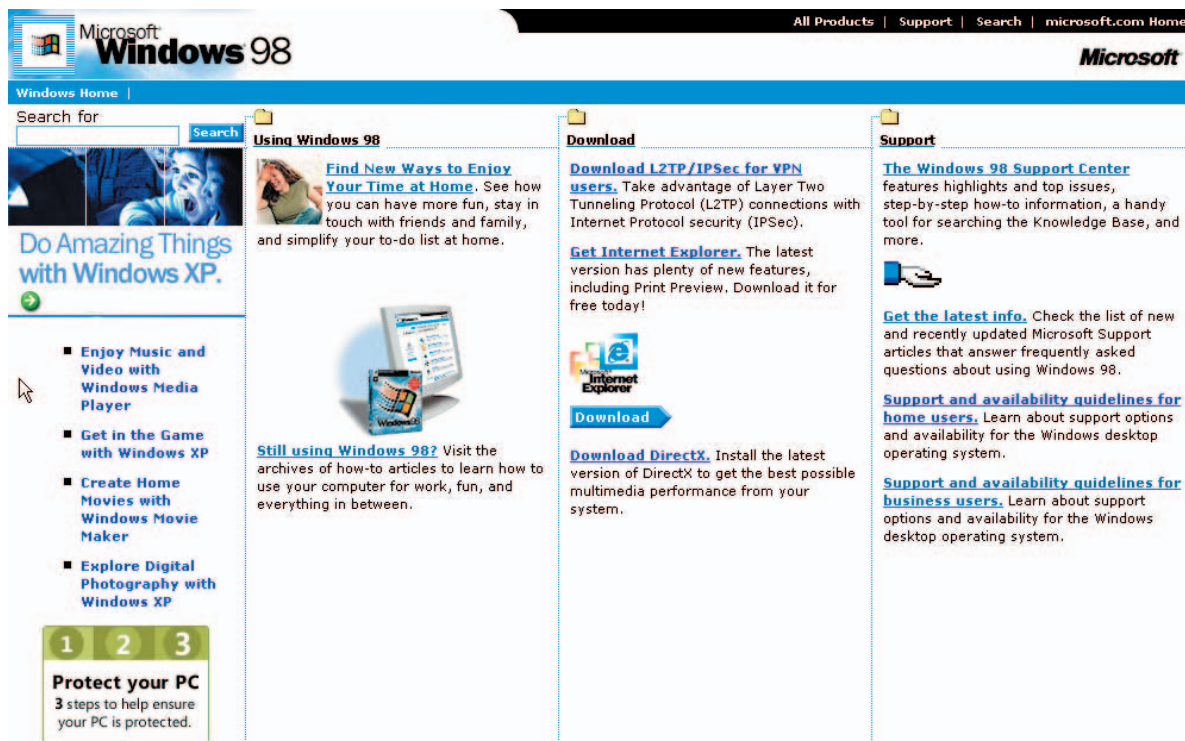 All Products | Support | Search | microsoft.com Home
Microsoft
Windows 98
Microsoft
Windows Home |
Search for
Search
Do Amazing Things
with Windows XP.
Enjoy Music and
Video with
Windows Media
Player
Get in the Game
with Windows XP
Create Home
Movies with
Windows Movie
Maker
Explore Digital
Photography with
Windows XP
1 2 3
Protect your PC
3 steps to help ensure
your PC is protected.
Using Windows 98
Find New Ways to Enjoy
Your Time at Home. See how
you can have more fun, stay in
touch with friends and family,
and simplify your to-do list at home.
Windows98
Still using Windows 98? Visit the
archives of how-to articles to learn how to
use your computer for work, fun, and
everything in between.
Download
Download L2TP/IPSec for VPN
users. Take advantage of Layer Two
Tunneling Protocol (L2TP) connections with
Internet Protocol security (IPSec).
Get Internet Explorer. The latest
version has plenty of new features,
including Print Preview. Download it for
free today!
Microsoft
Internet
Explorer
Download
Download DirectX. Install the latest
version of DirectX to get the best possible
multimedia performance from your
system.
Support
The Windows 98 Support Center
features highlights and top issues,
step-by-step how-to information, a handy
tool for searching the Knowledge Base, and
more.
Get the latest info. Check the list of new
and recently updated Microsoft Support
articles that answer frequently asked
questions about using Windows 98.
Support and availability guidelines for
home users. Learn about support options
and availability for the Windows desktop
operating system.
Support and availability guidelines for
business users. Learn about support
options and availability for the Windows
desktop operating system.